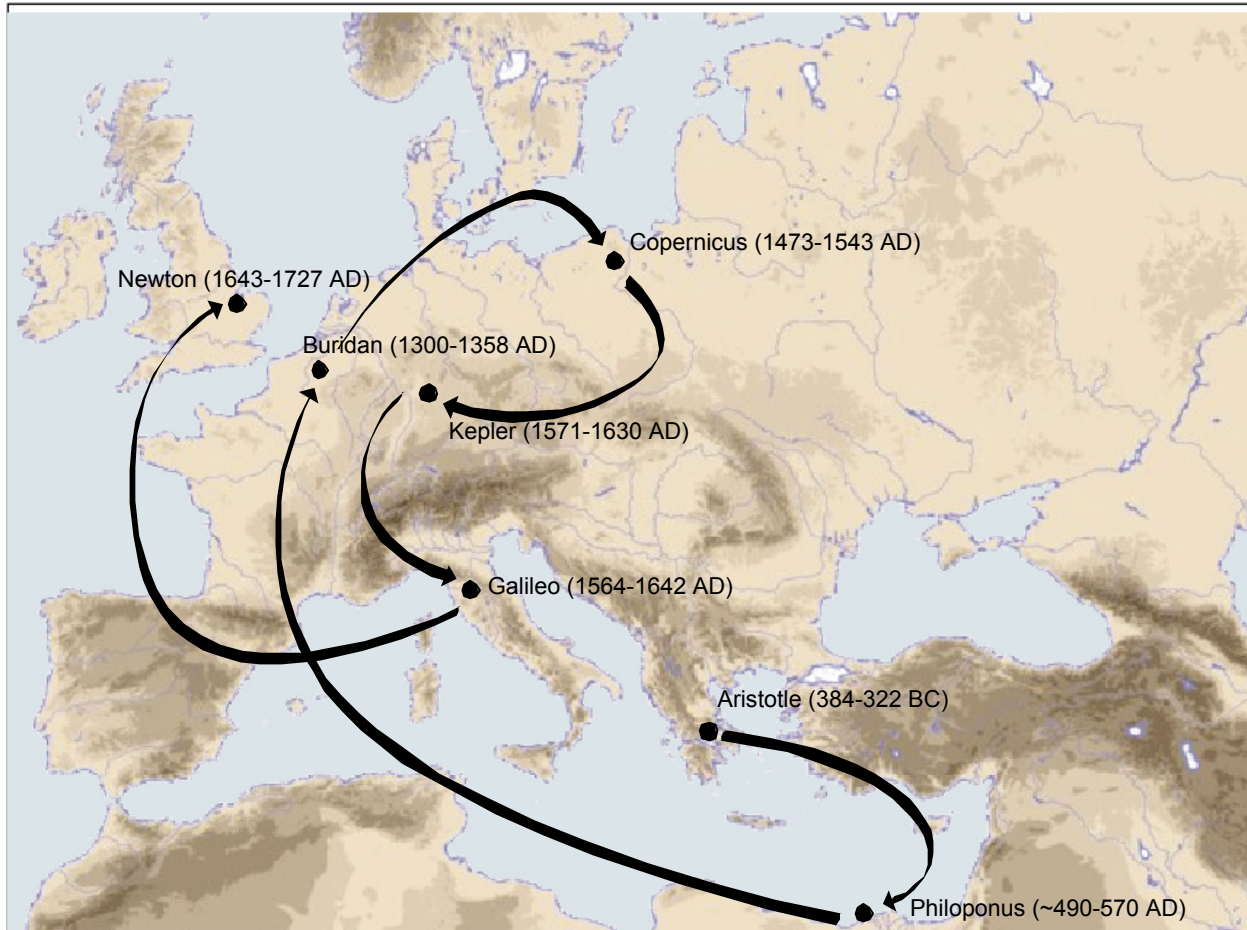 Copernicus (1473-1543 AD)
Newton (1643-1727 AD)
Buridan (1300-1358 AD)
Kepler (1571-1630 AD)
Galileo (1564-1642 AD)
Aristotle (384-322 BC)
Philoponus (~490-570 AD)